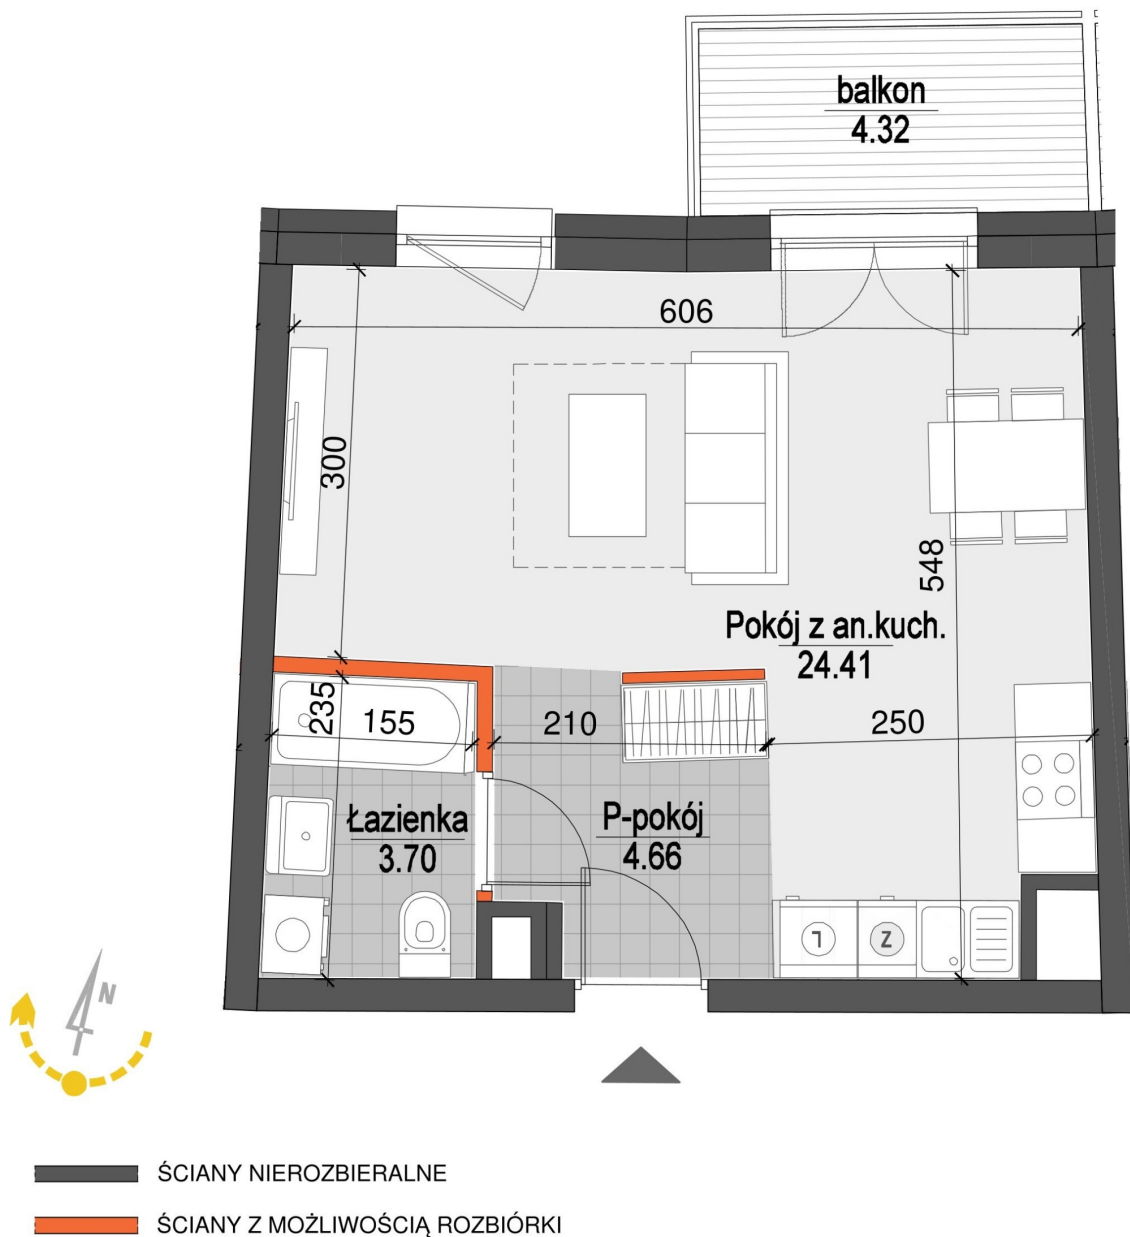 balkon
4.32
606
300
548
Pokój z an.kuch.
24.41
235
155
210
250
Łazienka
3.70
P-pokój
4.66
L
Z
N
ŚCIANY NIEROZBIERALNE
ŚCIANY Z MOŻLIWOŚCIĄ ROZBIÓRKI